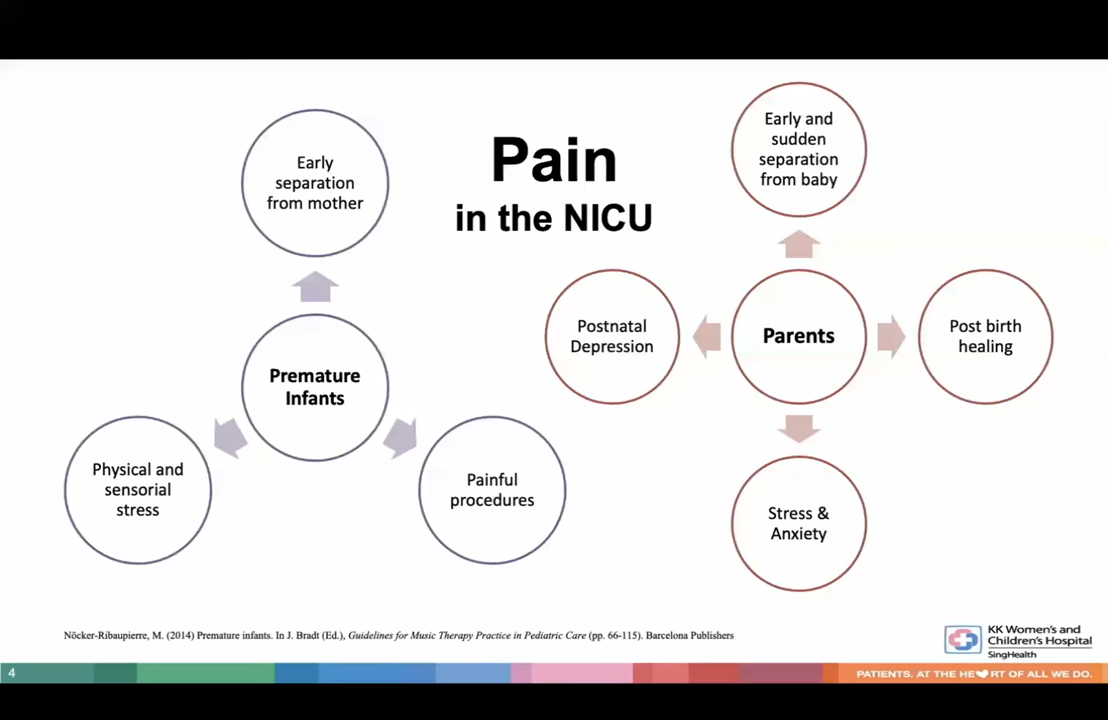 Pain
in the NICU
Early
separation
from mother
Premature
Infants
Physical and
sensorial
stress
Painful
procedures
Early and
sudden
separation
from baby
Postnatal
Depression
Parents
Post birth
healing
Stress &
Anxiety
Nöcker-Ribaupierre, M. (2014) Premature infants. In J. Bradt (Ed.), Guidelines for Music Therapy Practice in Pediatric Care (pp. 66-115). Barcelona Publishers
KK Women's and
Children's Hospital
SingHealth
4
PATIENTS. AT THE HE♥RT OF ALL WE DO.